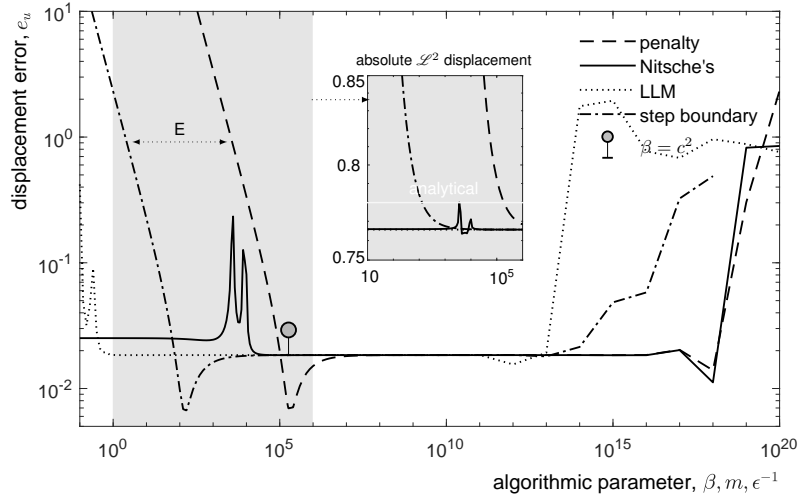 displacement error, e_u
10^1
10^0
10^{-1}
10^{-2}
E
absolute ℒ^2 displacement
0.85
0.8
0.75
analytical
10
10^5
penalty
Nitsche's
LLM
step boundary
β = c^2
10^0
10^5
10^{10}
10^{15}
10^{20}
algorithmic parameter, β, m, ϵ^{-1}